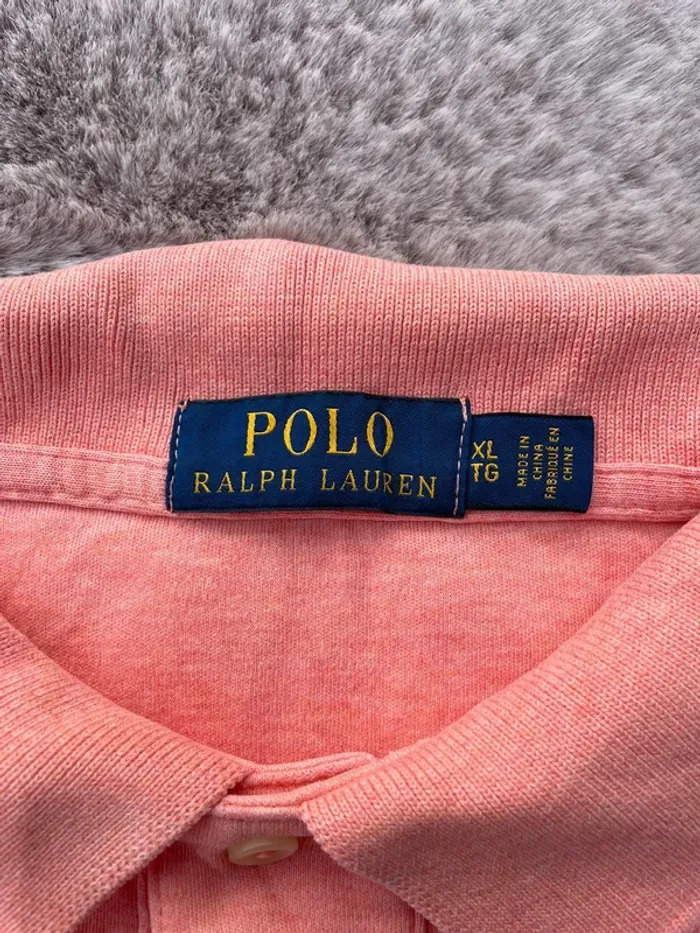 POLO
RALPH LAUREN
XL
TG
MADE IN
CHINA
FABRIQUÉ EN
CHINE